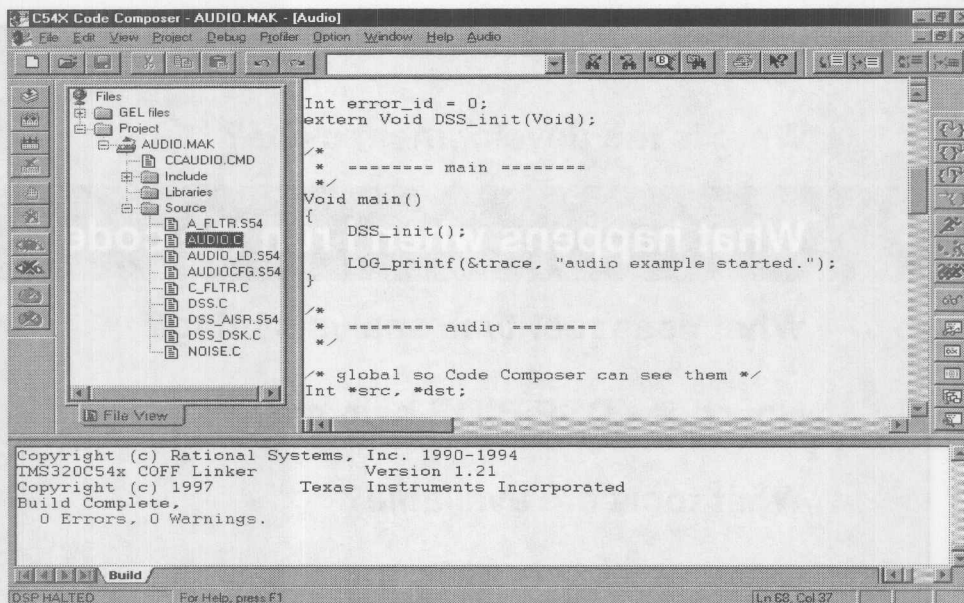 C54X Code Composer - AUDIO.MAK - [Audio]
File Edit View Project Debug Profiler Option Window Help Audio
Files
GEL files
Project
AUDIO.MAK
CCAUDIO.CMD
Include
Libraries
Source
A_FLTR.S54
AUDIO.C
AUDIO_LD.S54
AUDIOCFG.S54
C_FLTR.C
DSS.C
DSS_AISR.S54
DSS_DSK.C
NOISE.C
File View
Int error_id = 0;
extern Void DSS_init(Void);
/*
* ======== main ========
*/
Void main()
{
DSS_init();
LOG_printf(&trace, "audio example started.");
}
/*
* ======== audio ========
*/
/* global so Code Composer can see them */
Int *src, *dst;
Copyright (c) Rational Systems, Inc. 1990-1994
TMS320C54x COFF Linker Version 1.21
Copyright (c) 1997 Texas Instruments Incorporated
Build Complete,
0 Errors, 0 Warnings.
Build
DSP HALTED For Help, press F1 Ln 68, Col 37